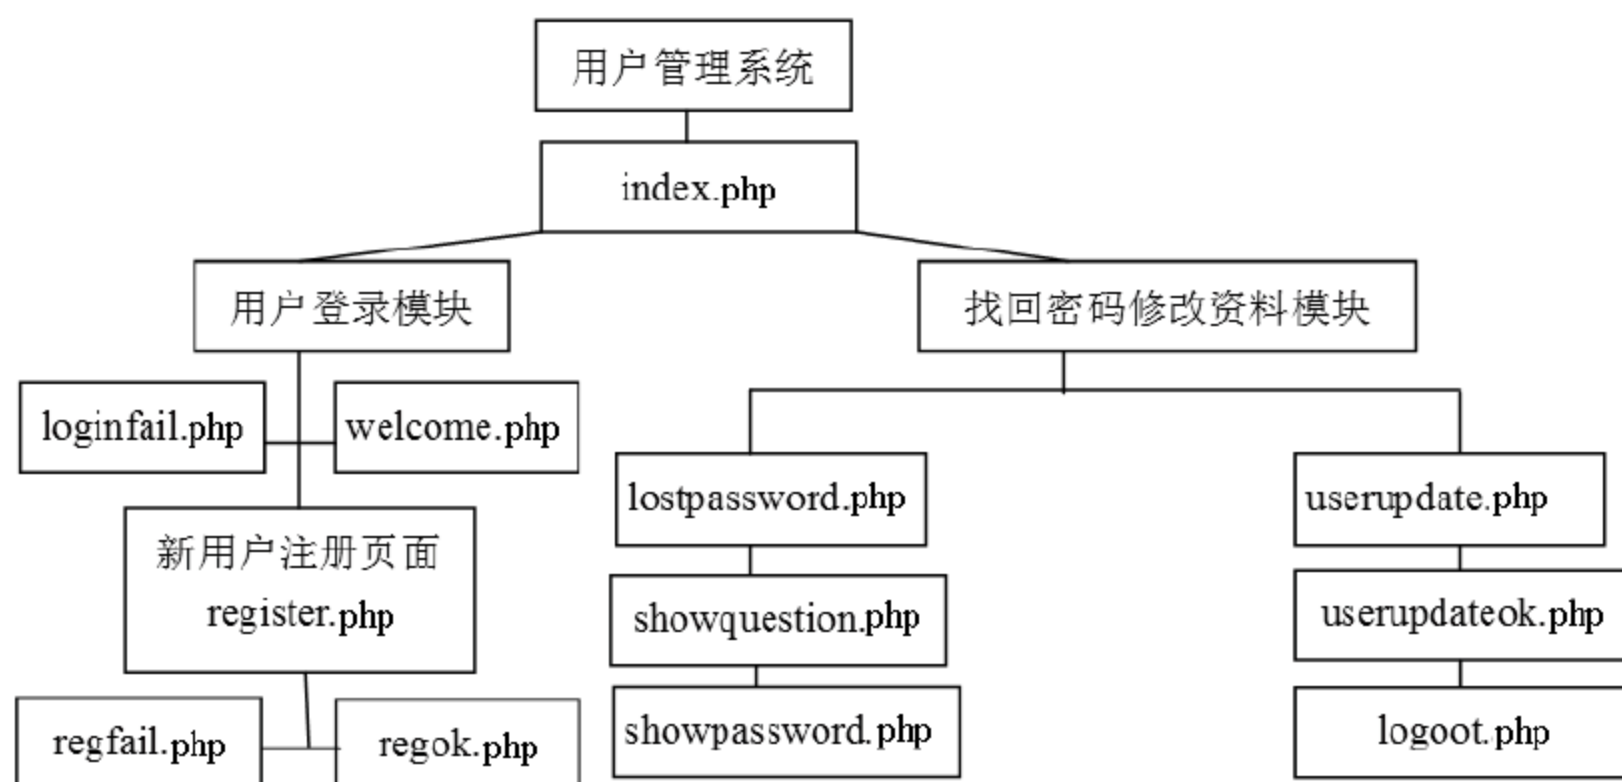 用户管理系统
index.php
用户登录模块
找回密码修改资料模块
loginfail.php
welcome.php
lostpassword.php
userupdate.php
新用户注册页面
register.php
showquestion.php
userupdateok.php
regfail.php
regok.php
showpassword.php
logoot.php